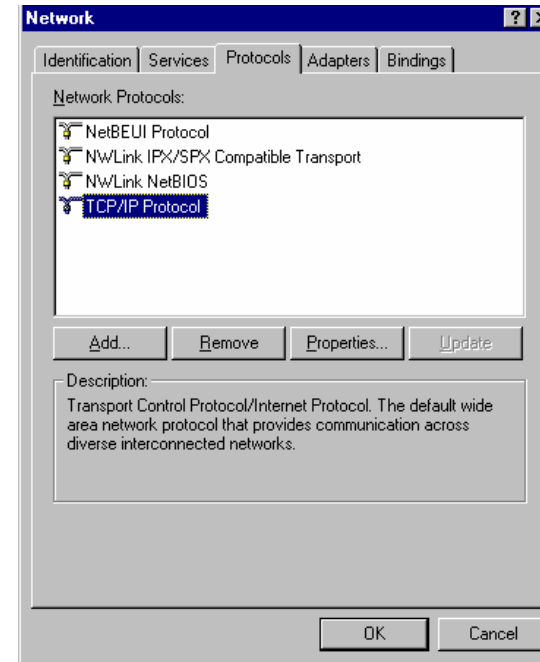 Network
Identification Services Protocols Adapters Bindings
Network Protocols:
NetBEUI Protocol
NWLink IPX/SPX Compatible Transport
NWLink NetBIOS
TCP/IP Protocol
Add... Remove Properties... Update
Description:
Transport Control Protocol/Internet Protocol. The default wide
area network protocol that provides communication across
diverse interconnected networks.
OK Cancel